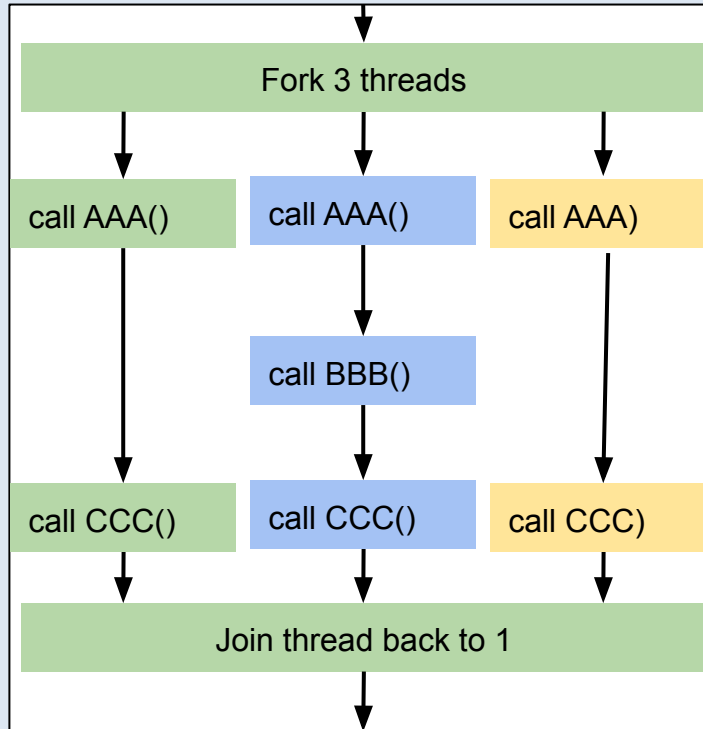 Fork 3 threads
call AAA()
call AAA()
call AAA)
call BBB()
call CCC()
call CCC()
call CCC)
Join thread back to 1